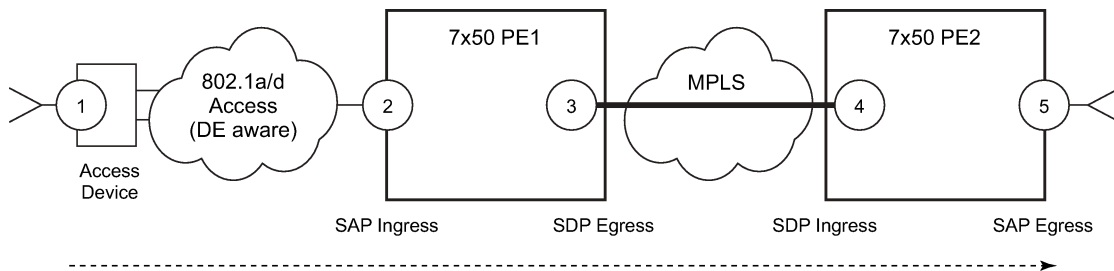 7x50 PE1
7x50 PE2
802.1a/d
Access
(DE aware)
MPLS
1
2
3
4
5
Access
Device
SAP Ingress
SDP Egress
SDP Ingress
SAP Egress